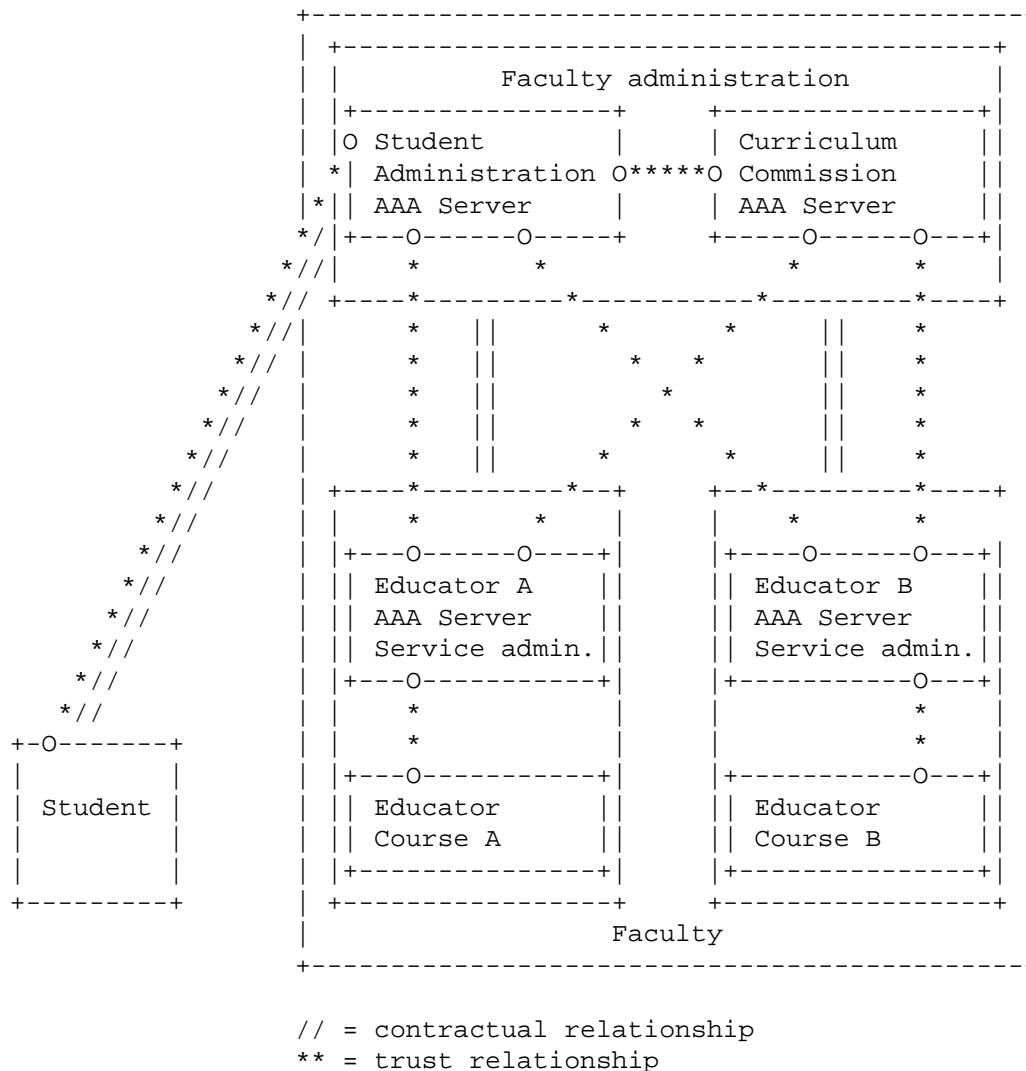 Faculty administration
Student Curriculum
Administration Commission
AAA Server AAA Server
Educator A Educator B
AAA Server AAA Server
Service admin. Service admin.
Student Educator Educator
Course A Course B
Faculty
// = contractual relationship
** = trust relationship